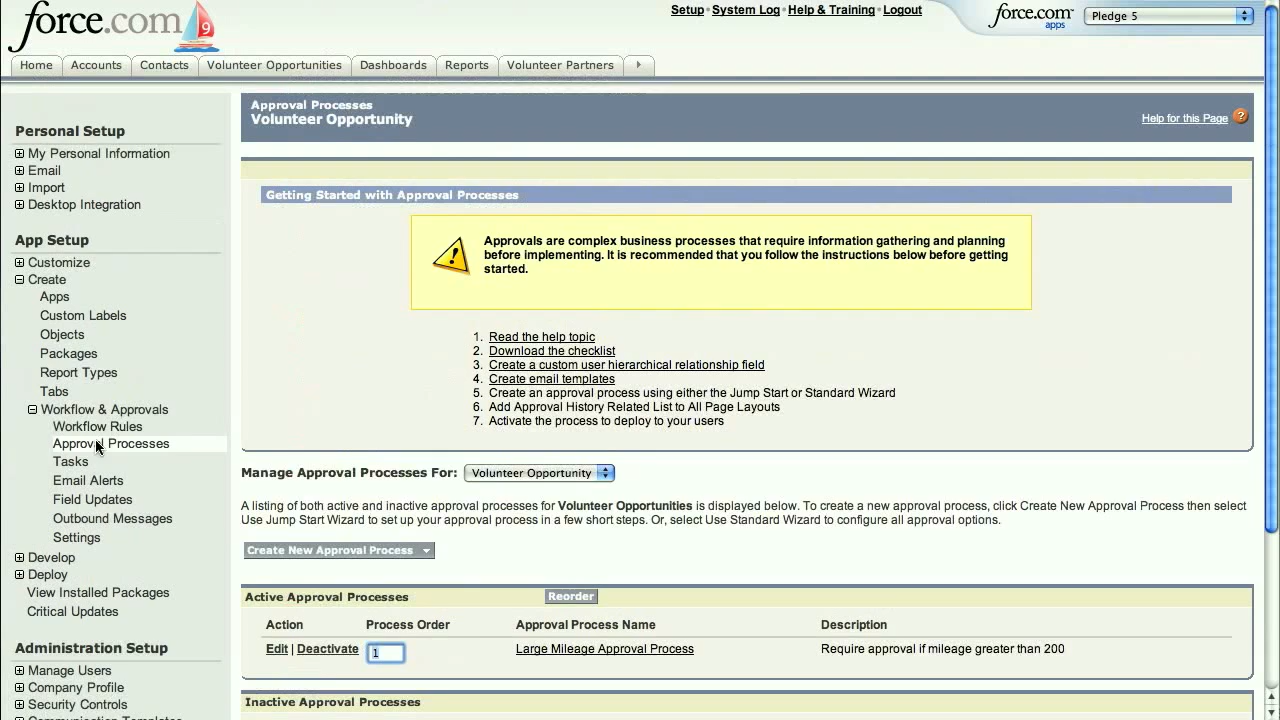 force.com 9
Setup System Log Help & Training Logout
force.com apps
Pledge 5
Home Accounts Contacts Volunteer Opportunities Dashboards Reports Volunteer Partners
Personal Setup
My Personal Information
Email
Import
Desktop Integration
App Setup
Customize
Create
Apps
Custom Labels
Objects
Packages
Report Types
Tabs
Workflow & Approvals
Workflow Rules
Approval Processes
Tasks
Email Alerts
Field Updates
Outbound Messages
Settings
Develop
Deploy
View Installed Packages
Critical Updates
Administration Setup
Manage Users
Company Profile
Security Controls
Communication Templates
Approval Processes
Volunteer Opportunity
Help for this Page ?
Getting Started with Approval Processes
Approvals are complex business processes that require information gathering and planning
before implementing. It is recommended that you follow the instructions below before getting
started.
1. Read the help topic
2. Download the checklist
3. Create a custom user hierarchical relationship field
4. Create email templates
5. Create an approval process using either the Jump Start or Standard Wizard
6. Add Approval History Related List to All Page Layouts
7. Activate the process to deploy to your users
Manage Approval Processes For: Volunteer Opportunity
A listing of both active and inactive approval processes for Volunteer Opportunities is displayed below. To create a new approval process, click Create New Approval Process then select
Use Jump Start Wizard to set up your approval process in a few short steps. Or, select Use Standard Wizard to configure all approval options.
Create New Approval Process
Active Approval Processes Reorder
Action Process Order Approval Process Name Description
Edit | Deactivate 1 Large Mileage Approval Process Require approval if mileage greater than 200
Inactive Approval Processes